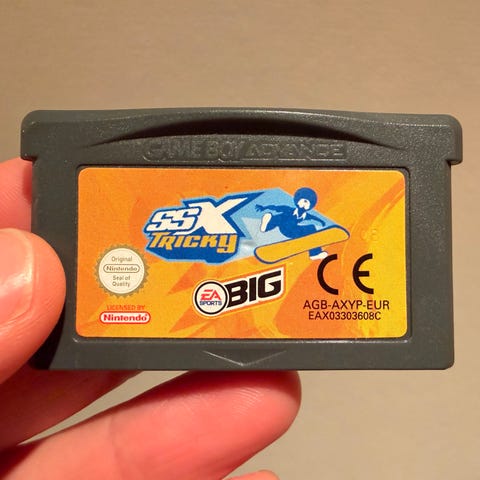 GAME BOY ADVANCE
SSX
TRICKY
Original
Nintendo
Seal of
Quality
EA
SPORTS
BIG
CE
LICENSED BY
Nintendo
AGB-AXYP-EUR
EAX03303608C